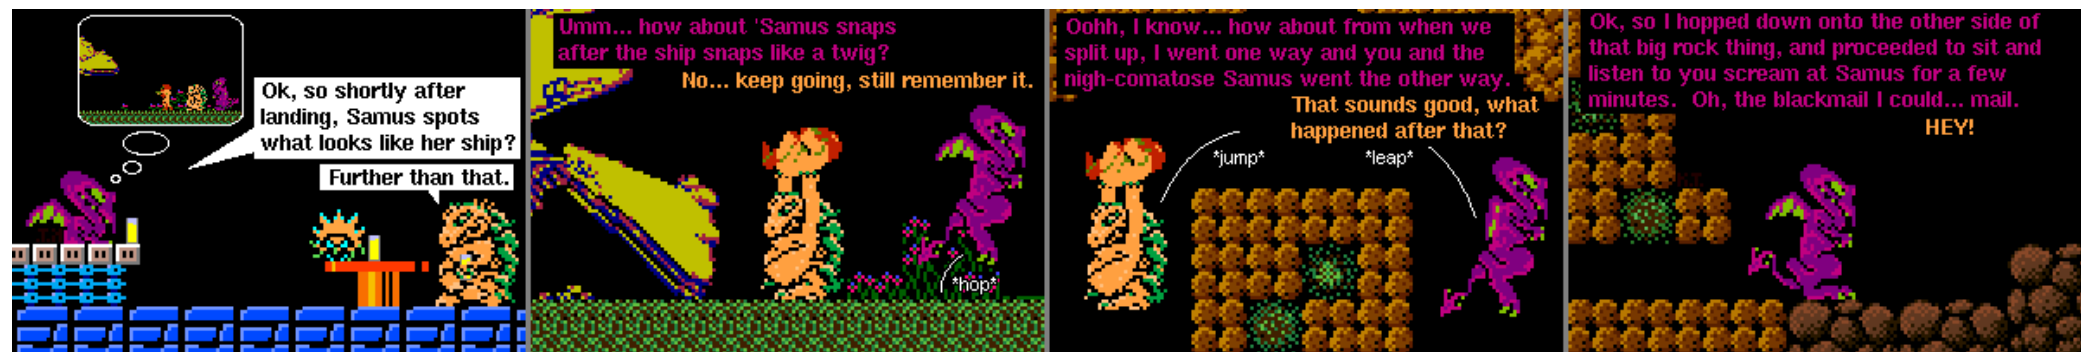 Ok, so shortly after
landing, Samus spots
what looks like her ship?
Further than that.
Umm... how about 'Samus snaps
after the ship snaps like a twig?
No... keep going, still remember it.
*hop*
Oohh, I know... how about from when we
split up, I went one way and you and the
nigh-comatose Samus went the other way.
That sounds good, what
happened after that?
*jump*
*leap*
Ok, so I hopped down onto the other side of
that big rock thing, and proceeded to sit and
listen to you scream at Samus for a few
minutes.  Oh, the blackmail I could... mail.
HEY!